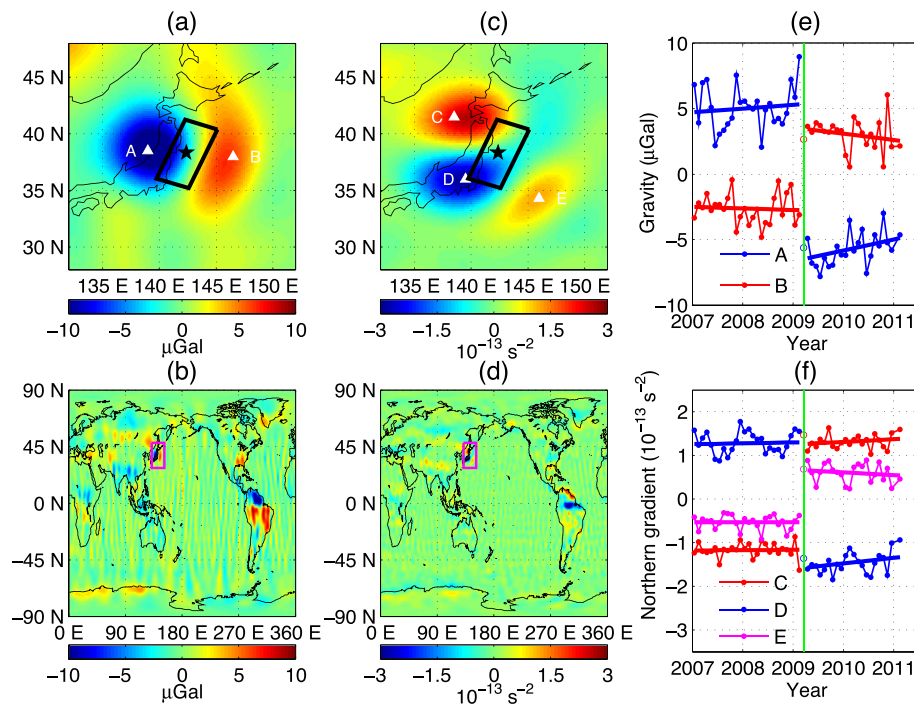 (a)
45 N
40 N
35 N
30 N
A
B
135 E 140 E 145 E 150 E
−10 −5 0 5 10
μGal
(c)
45 N
40 N
35 N
30 N
C
D
E
135 E 140 E 145 E 150 E
−3 −1.5 0 1.5 3
10−13 s−2
(e)
Gravity (μGal)
10
5
0
−5
−10
A
B
2007 2008 2009 2010 2011
Year
(b)
90 N
45 N
0 N
−45 N
−90 N
0 E 90 E 180 E 270 E 360 E
−10 −5 0 5 10
μGal
(d)
90 N
45 N
0 N
−45 N
−90 N
0 E 90 E 180 E 270 E 360 E
−3 −1.5 0 1.5 3
10−13 s−2
(f)
Northern gradient (10−13 s−2)
2
1
0
−1
−2
−3
C
D
E
2007 2008 2009 2010 2011
Year